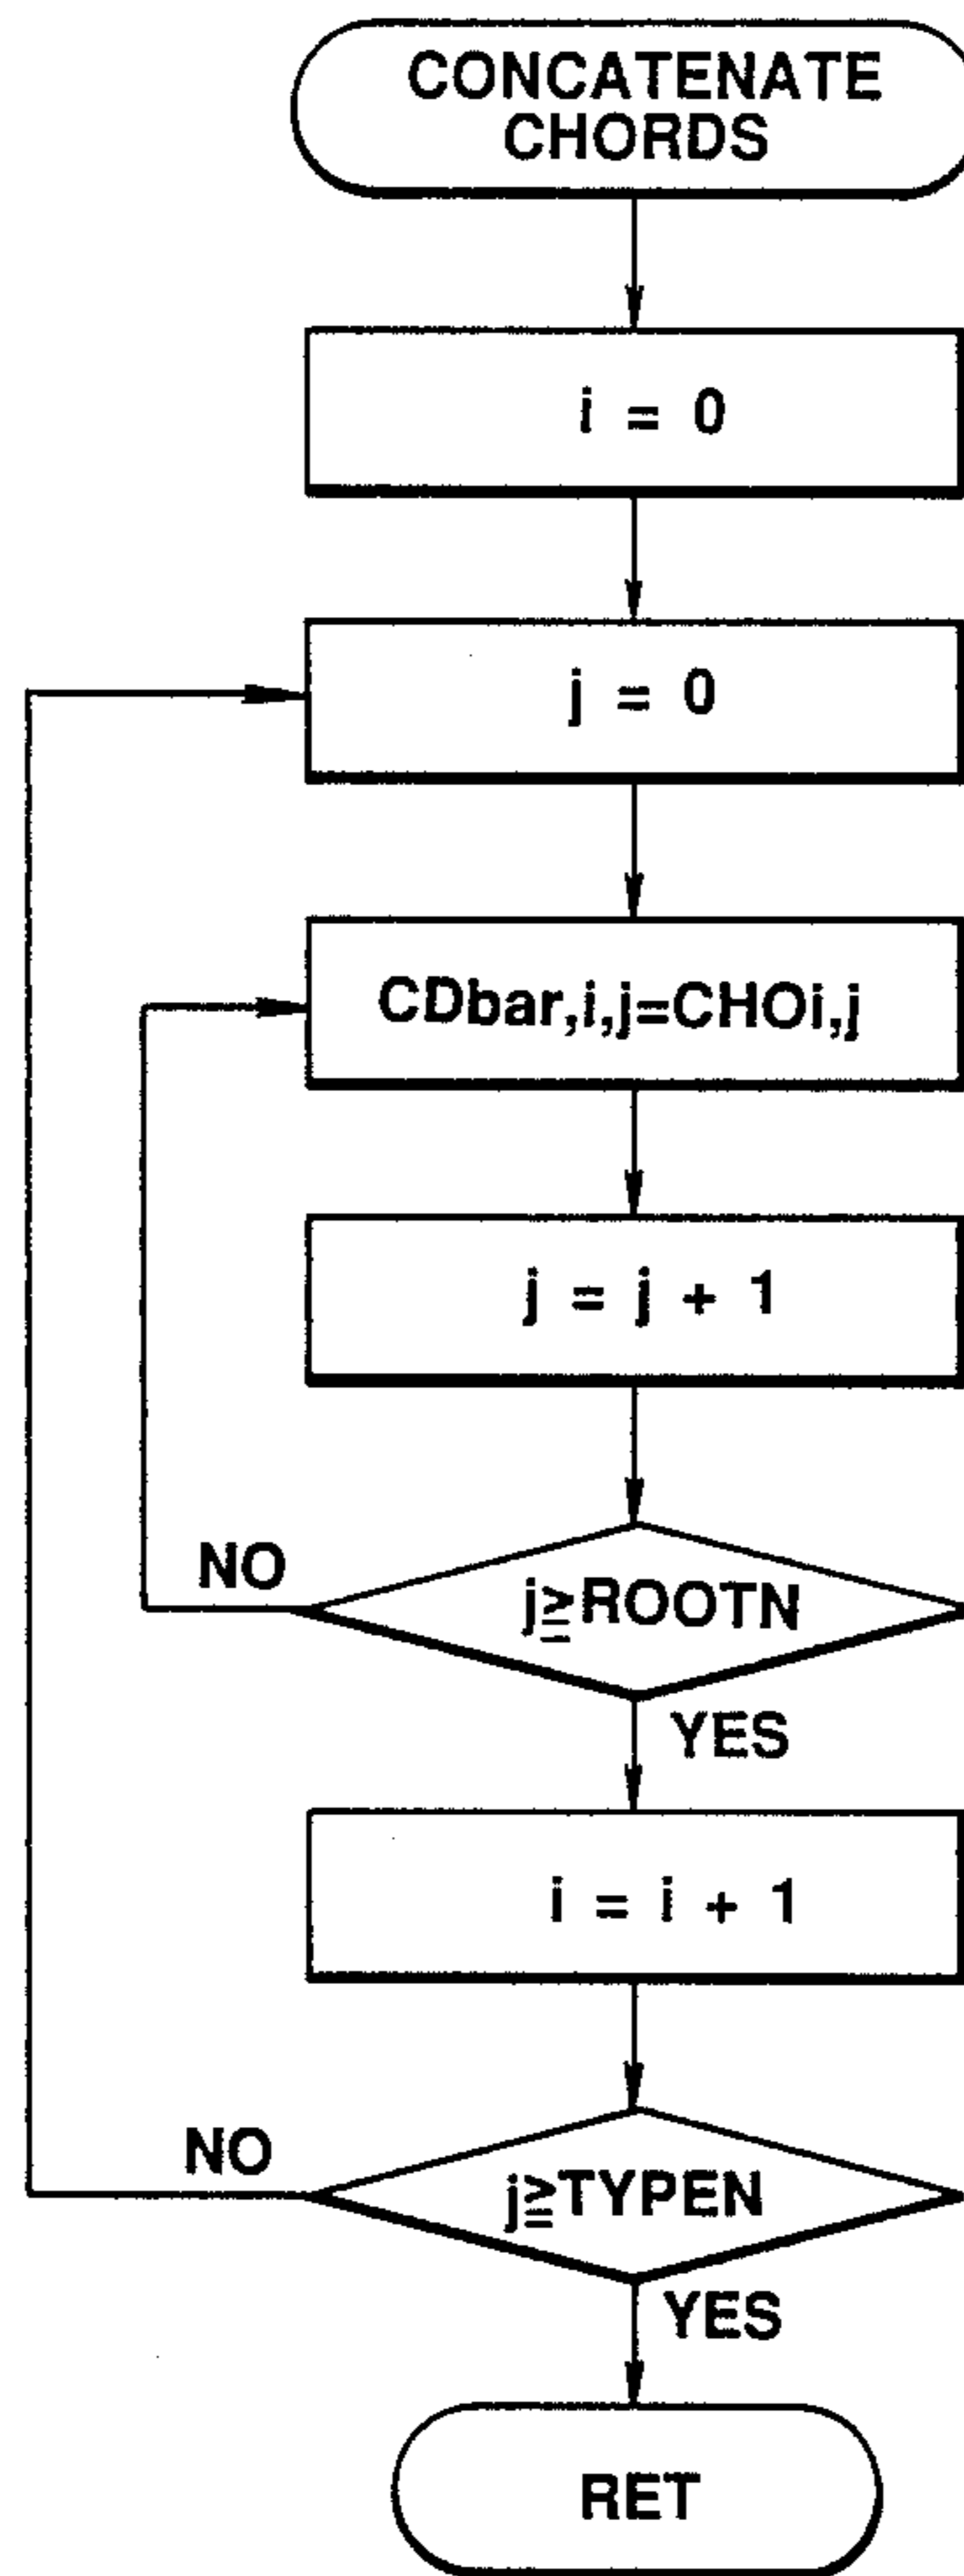 CONCATENATE
CHORDS
i = 0
j = 0
CDbar,i,j=CHOi,j
j = j + 1
NO
j≧ROOTN
YES
i = i + 1
NO
j≧TYPEN
YES
RET